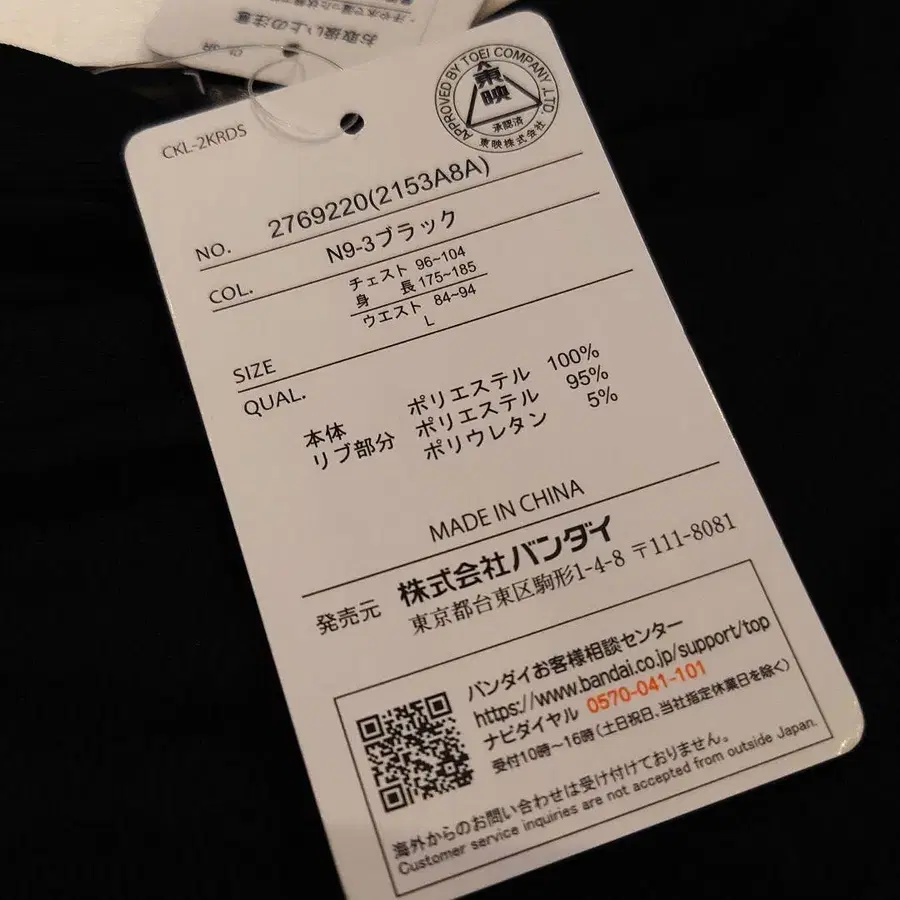 お取扱い上の注意
CKL-2KRDS
APPROVED BY TOEI COMPANY LTD.
東映
承認済
東映株式会社
NO. 2769220(2153A8A)
COL. N9-3ブラック
チェスト 96~104
身 長 175~185
ウエスト 84~94
SIZE L
QUAL.
本体 ポリエステル 100%
リブ部分 ポリエステル 95%
ポリウレタン 5%
MADE IN CHINA
発売元 株式会社バンダイ
東京都台東区駒形1-4-8 〒111-8081
バンダイお客様相談センター
https://www.bandai.co.jp/support/top
ナビダイヤル 0570-041-101
受付10時~16時(土日祝日、当社指定休業日を除く)
海外からのお問い合わせは受け付けておりません。
Customer service inquiries are not accepted from outside Japan.